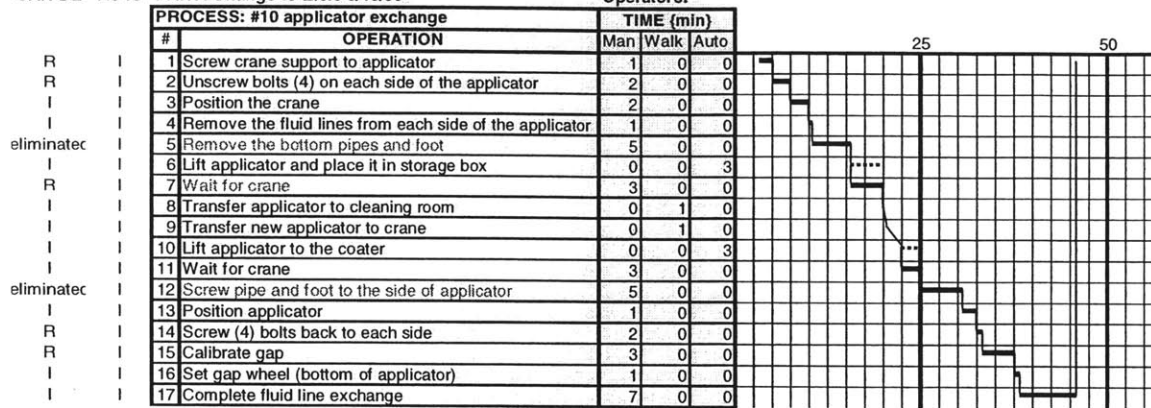 PROCESS: #10 applicator exchange TIME {min}
# OPERATION Man Walk Auto 25 50
R I 1 Screw crane support to applicator 1 0 0
R I 2 Unscrew bolts (4) on each side of the applicator 2 0 0
I I 3 Position the crane 2 0 0
I I 4 Remove the fluid lines from each side of the applicator 1 0 0
eliminatec I 5 Remove the bottom pipes and foot 5 0 0
I I 6 Lift applicator and place it in storage box 0 0 3
R I 7 Wait for crane 3 0 0
I I 8 Transfer applicator to cleaning room 0 1 0
I I 9 Transfer new applicator to crane 0 1 0
I I 10 Lift applicator to the coater 0 0 3
I I 11 Wait for crane 3 0 0
eliminatec I 12 Screw pipe and foot to the side of applicator 5 0 0
I I 13 Position applicator 1 0 0
R I 14 Screw (4) bolts back to each side 2 0 0
R I 15 Calibrate gap 3 0 0
I I 16 Set gap wheel (bottom of applicator) 1 0 0
I I 17 Complete fluid line exchange 7 0 0